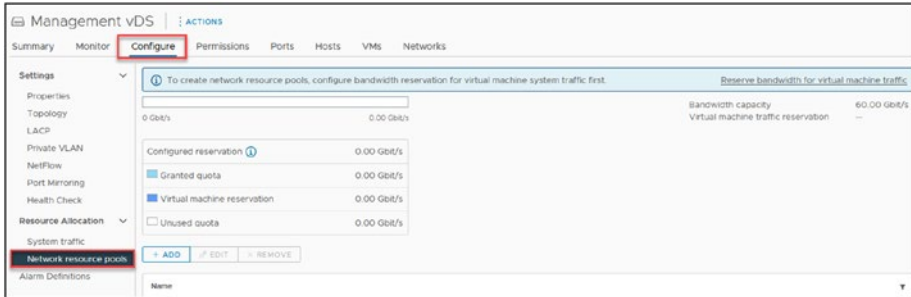 Management vDS | ACTIONS
Summary Monitor Configure Permissions Ports Hosts VMs Networks
Settings
Properties
Topology
LACP
Private VLAN
NetFlow
Port Mirroring
Health Check
Resource Allocation
System traffic
Network resource pools
Alarm Definitions
To create network resource pools, configure bandwidth reservation for virtual machine system traffic first. Reserve bandwidth for virtual machine traffic
0 Gbit/s 0.00 Gbit/s
Bandwidth capacity 60.00 Gbit/s
Virtual machine traffic reservation --
Configured reservation 0.00 Gbit/s
Granted quota 0.00 Gbit/s
Virtual machine reservation 0.00 Gbit/s
Unused quota 0.00 Gbit/s
+ ADD EDIT × REMOVE
Name